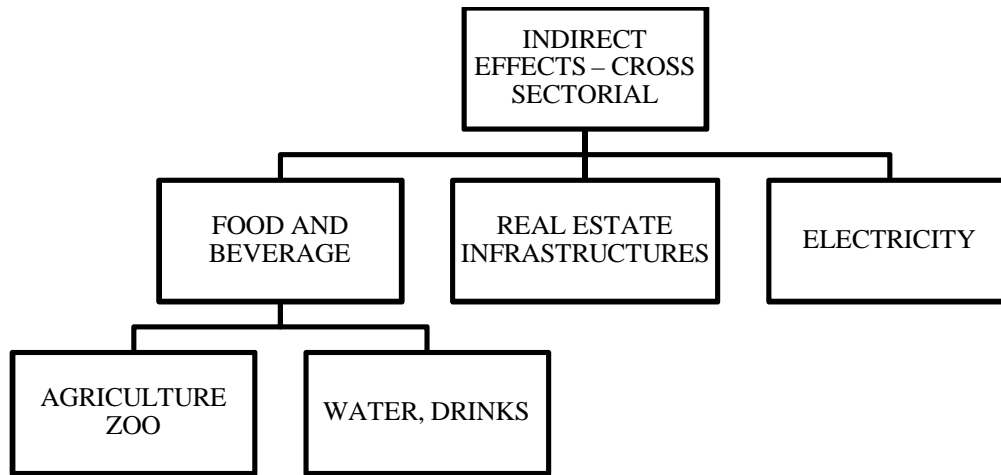 INDIRECT
EFFECTS – CROSS
SECTORIAL
FOOD AND
BEVERAGE
REAL ESTATE
INFRASTRUCTURES
ELECTRICITY
AGRICULTURE
ZOO
WATER, DRINKS